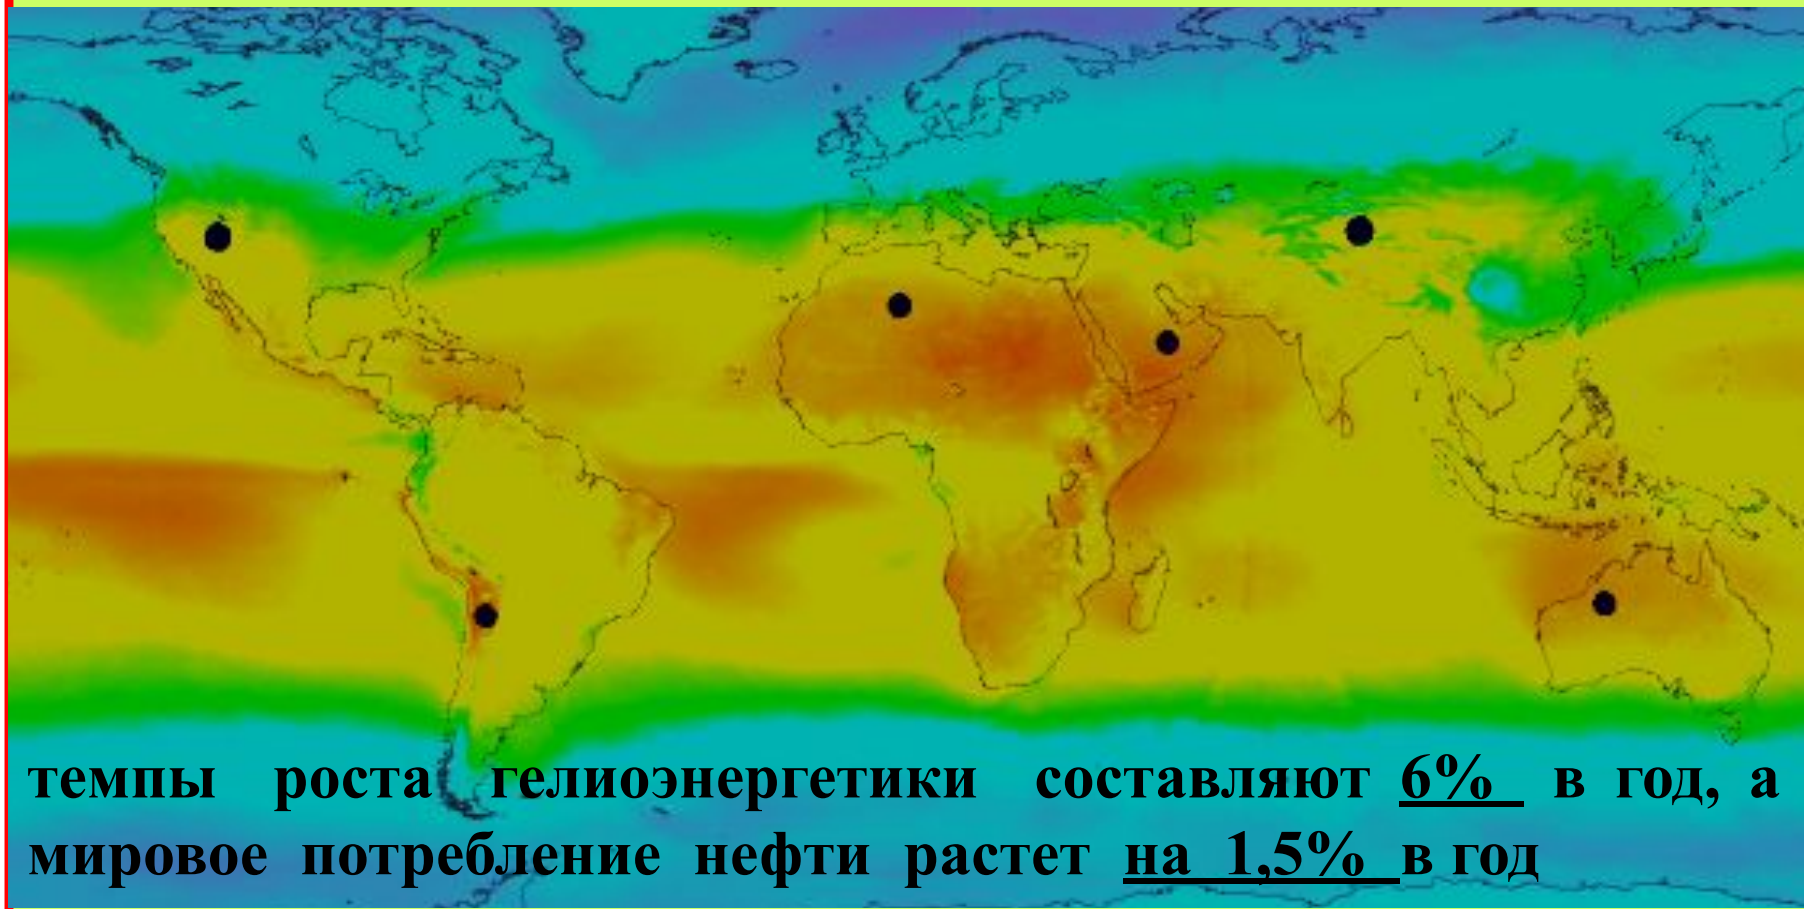 темпы роста гелиоэнергетики составляют 6% в год, а
мировое потребление нефти растет на 1,5% в год